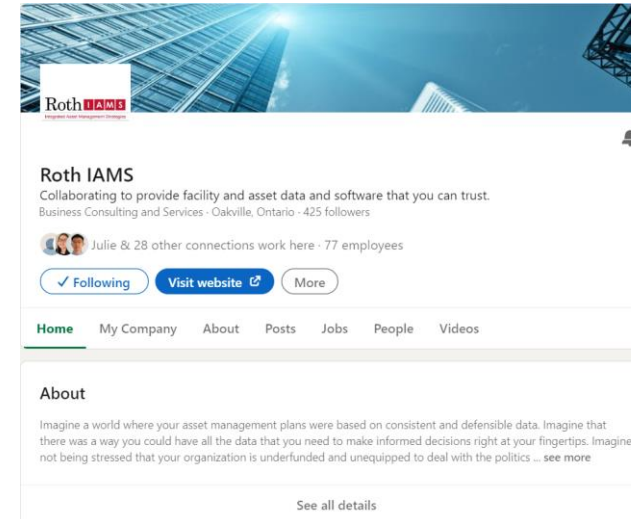 Roth IAMS
Integrated Asset Management Strategies
Roth IAMS
Collaborating to provide facility and asset data and software that you can trust.
Business Consulting and Services · Oakville, Ontario · 425 followers
Julie & 28 other connections work here · 77 employees
✓ Following
Visit website
More
Home My Company About Posts Jobs People Videos
About
Imagine a world where your asset management plans were based on consistent and defensible data. Imagine that
there was a way you could have all the data that you need to make informed decisions right at your fingertips. Imagine
not being stressed that your organization is underfunded and unequipped to deal with the politics ... see more
See all details